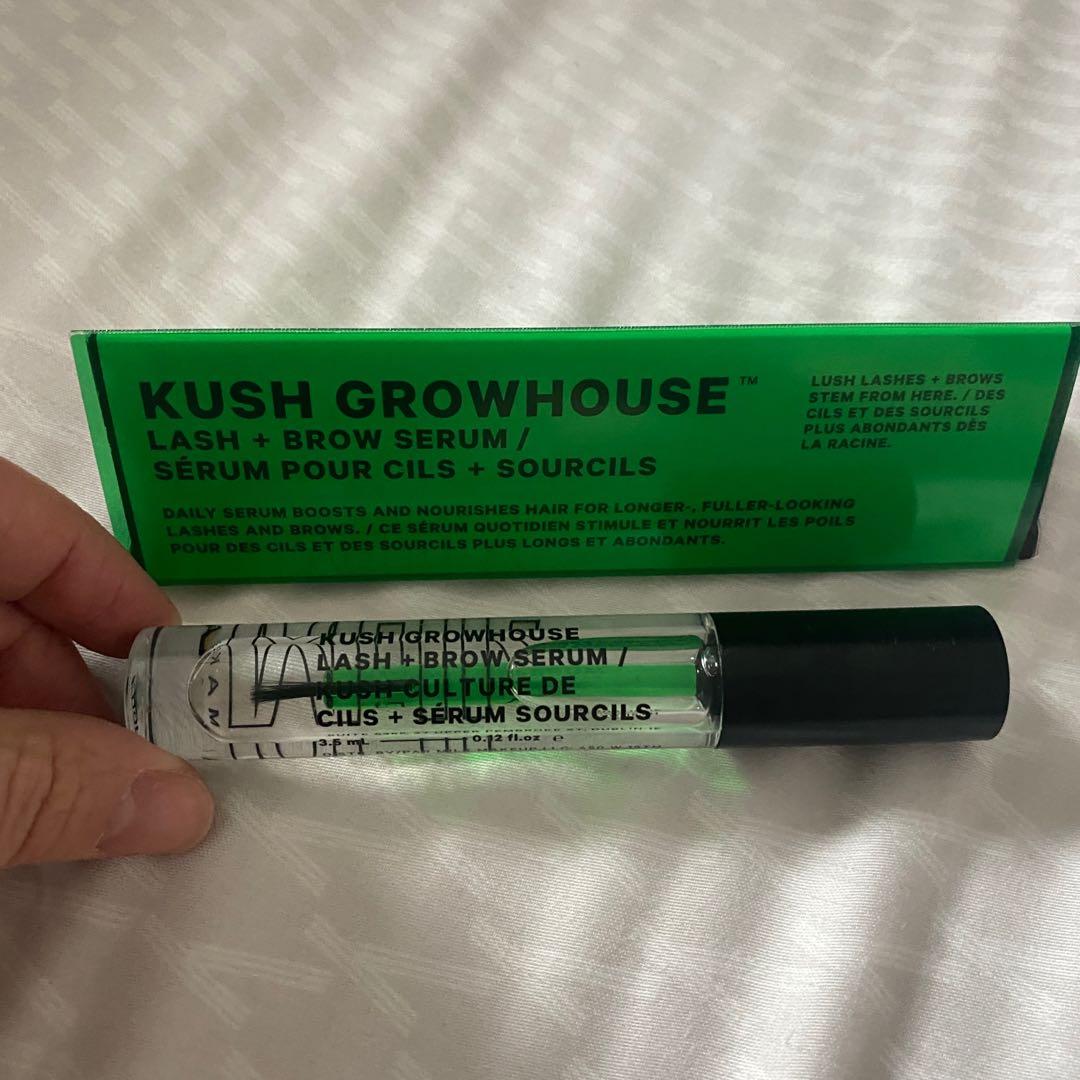 KUSH GROWHOUSE™
LASH + BROW SERUM /
SÉRUM POUR CILS + SOURCILS
DAILY SERUM BOOSTS AND NOURISHES HAIR FOR LONGER-, FULLER-LOOKING
LASHES AND BROWS. / CE SÉRUM QUOTIDIEN STIMULE ET NOURRIT LES POILS
POUR DES CILS ET DES SOURCILS PLUS LONGS ET ABONDANTS.
LUSH LASHES + BROWS
STEM FROM HERE. / DES
CILS ET DES SOURCILS
PLUS ABONDANTS DÈS
LA RACINE.
KUSH GROWHOUSE
LASH + BROW SERUM /
KUSH CULTURE DE
CILS + SÉRUM SOURCILS
3.5 mL 0.12 fl.oz e